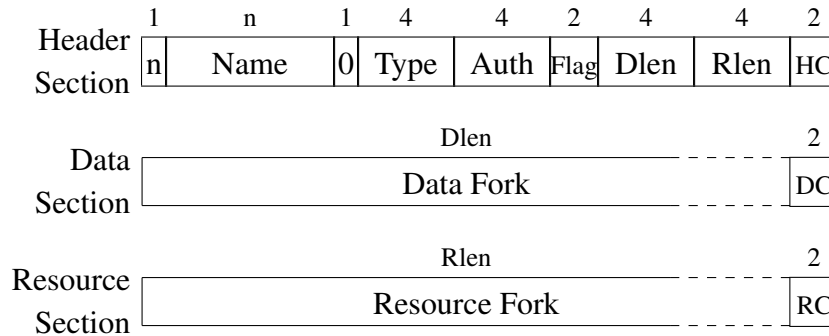 1 n 1 4 4 2 4 4 2
Header Section n Name 0 Type Auth Flag Dlen Rlen HC
Dlen 2
Data Section Data Fork DC
Rlen 2
Resource Section Resource Fork RC